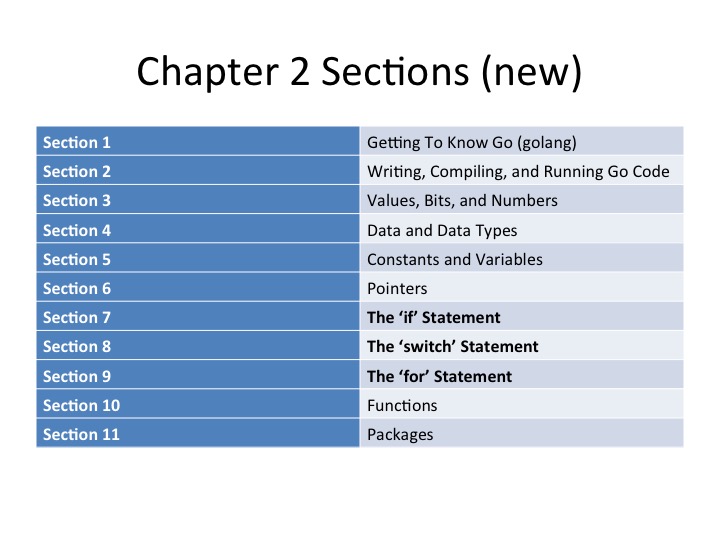 Chapter 2 Sections (new)
Section 1 Getting To Know Go (golang)
Section 2 Writing, Compiling, and Running Go Code
Section 3 Values, Bits, and Numbers
Section 4 Data and Data Types
Section 5 Constants and Variables
Section 6 Pointers
Section 7 The ‘if’ Statement
Section 8 The ‘switch’ Statement
Section 9 The ‘for’ Statement
Section 10 Functions
Section 11 Packages